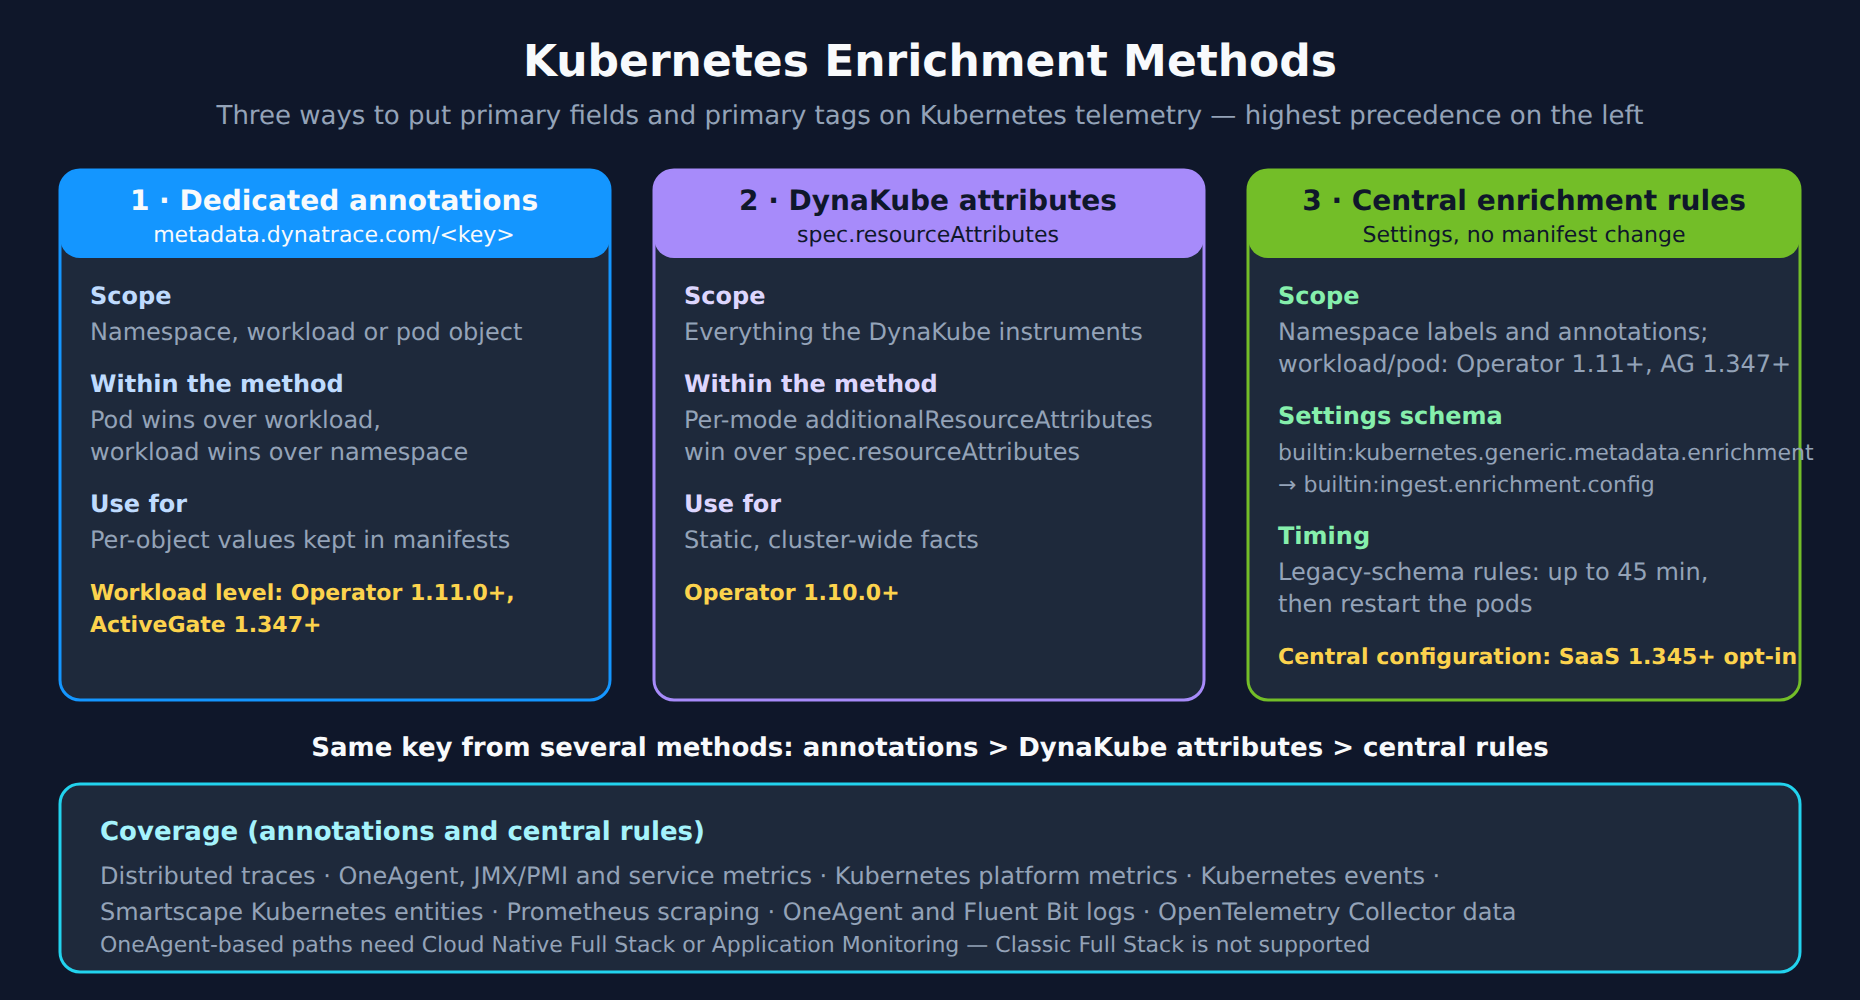 Kubernetes Enrichment Methods
Three ways to put primary fields and primary tags on Kubernetes telemetry — highest precedence on the left
1 · Dedicated annotations
metadata.dynatrace.com/<key>
Scope
Namespace, workload or pod object
Within the method
Pod wins over workload,
workload wins over namespace
Use for
Per-object values kept in manifests
Workload level: Operator 1.11.0+,
ActiveGate 1.347+
2 · DynaKube attributes
spec.resourceAttributes
Scope
Everything the DynaKube instruments
Within the method
Per-mode additionalResourceAttributes
win over spec.resourceAttributes
Use for
Static, cluster-wide facts
Operator 1.10.0+
3 · Central enrichment rules
Settings, no manifest change
Scope
Namespace labels and annotations;
workload/pod: Operator 1.11+, AG 1.347+
Settings schema
builtin:kubernetes.generic.metadata.enrichment
→ builtin:ingest.enrichment.config
Timing
Legacy-schema rules: up to 45 min,
then restart the pods
Central configuration: SaaS 1.345+ opt-in
Same key from several methods: annotations > DynaKube attributes > central rules
Coverage (annotations and central rules)
Distributed traces · OneAgent, JMX/PMI and service metrics · Kubernetes platform metrics · Kubernetes events ·
Smartscape Kubernetes entities · Prometheus scraping · OneAgent and Fluent Bit logs · OpenTelemetry Collector data
OneAgent-based paths need Cloud Native Full Stack or Application Monitoring — Classic Full Stack is not supported